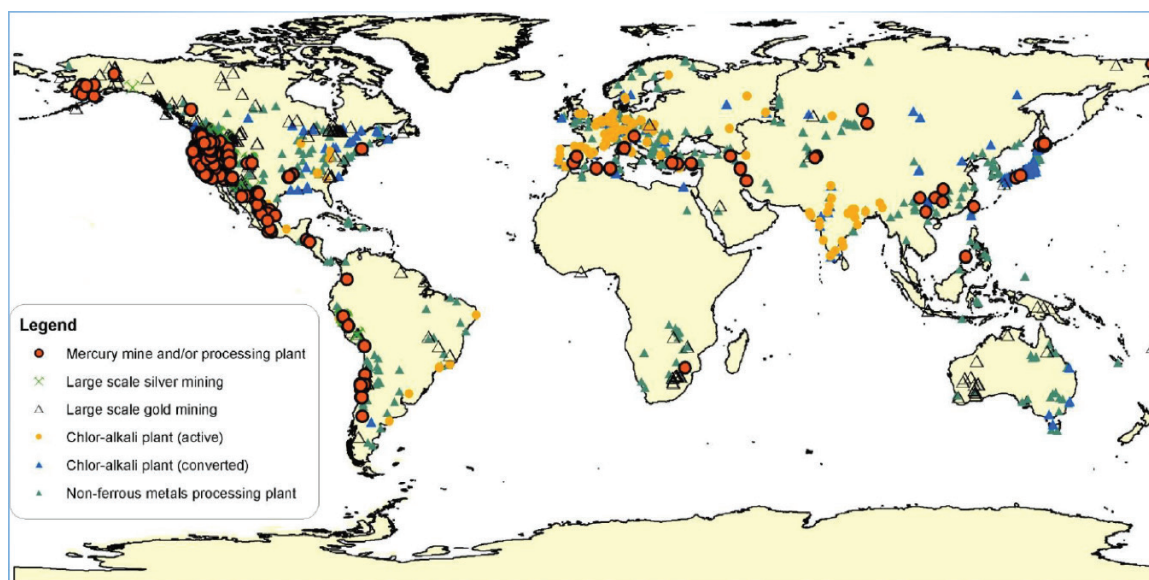 Legend
Mercury mine and/or processing plant
Large scale silver mining
Large scale gold mining
Chlor-alkali plant (active)
Chlor-alkali plant (converted)
Non-ferrous metals processing plant